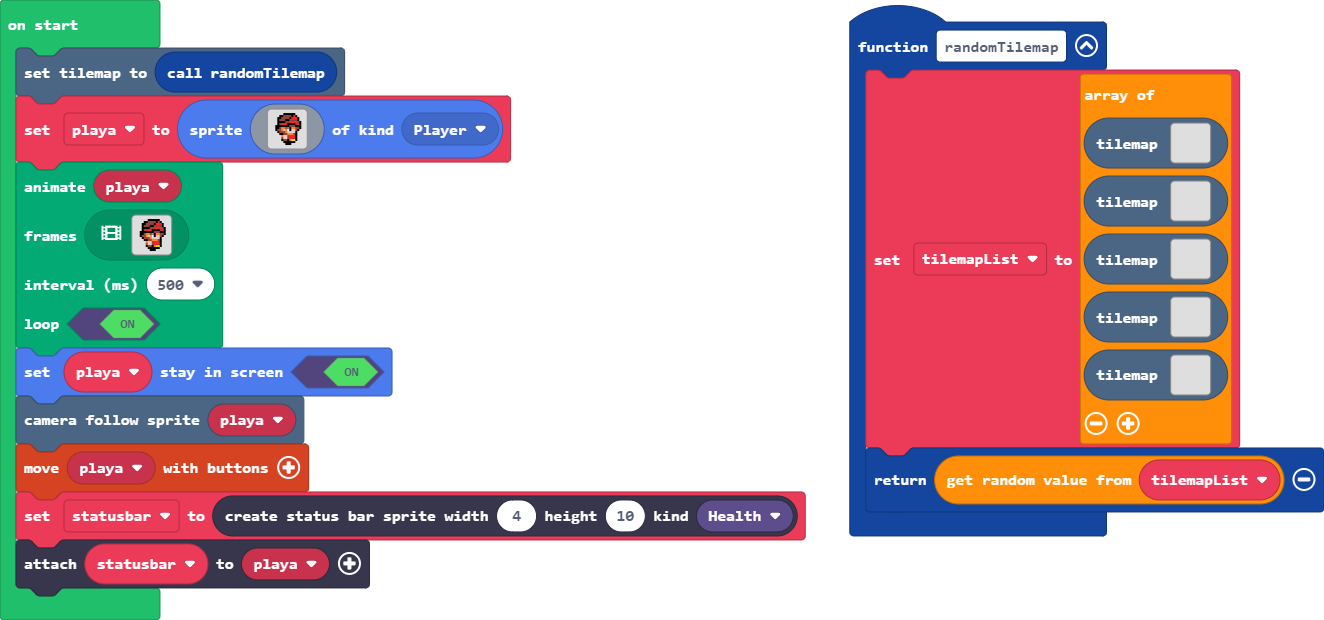 on start
set tilemap to call randomTilemap
set playa to sprite of kind Player
animate playa
frames
interval (ms) 500
loop ON
set playa stay in screen ON
camera follow sprite playa
move playa with buttons
set statusbar to create status bar sprite width 4 height 10 kind Health
attach statusbar to playa
function randomTilemap
set tilemapList to array of
tilemap
tilemap
tilemap
tilemap
tilemap
return get random value from tilemapList